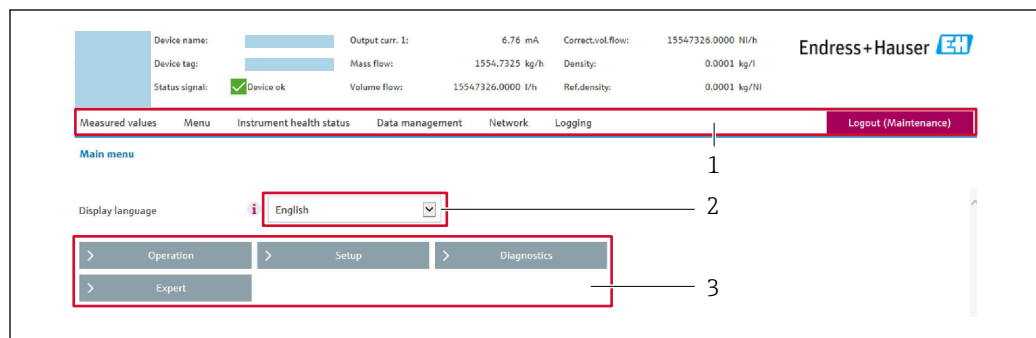 Device name: Output curr. 1: 6.76 mA Correct.vol.flow: 15547326.0000 Nl/h
Endress+Hauser EH
Device tag: Mass flow: 1554.7325 kg/h Density: 0.0001 kg/l
Status signal: Device ok Volume flow: 15547326.0000 l/h Ref.density: 0.0001 kg/Nl
Measured values Menu Instrument health status Data management Network Logging Logout (Maintenance)
1
Main menu
Display language i English 2
> Operation > Setup > Diagnostics
> Expert 3